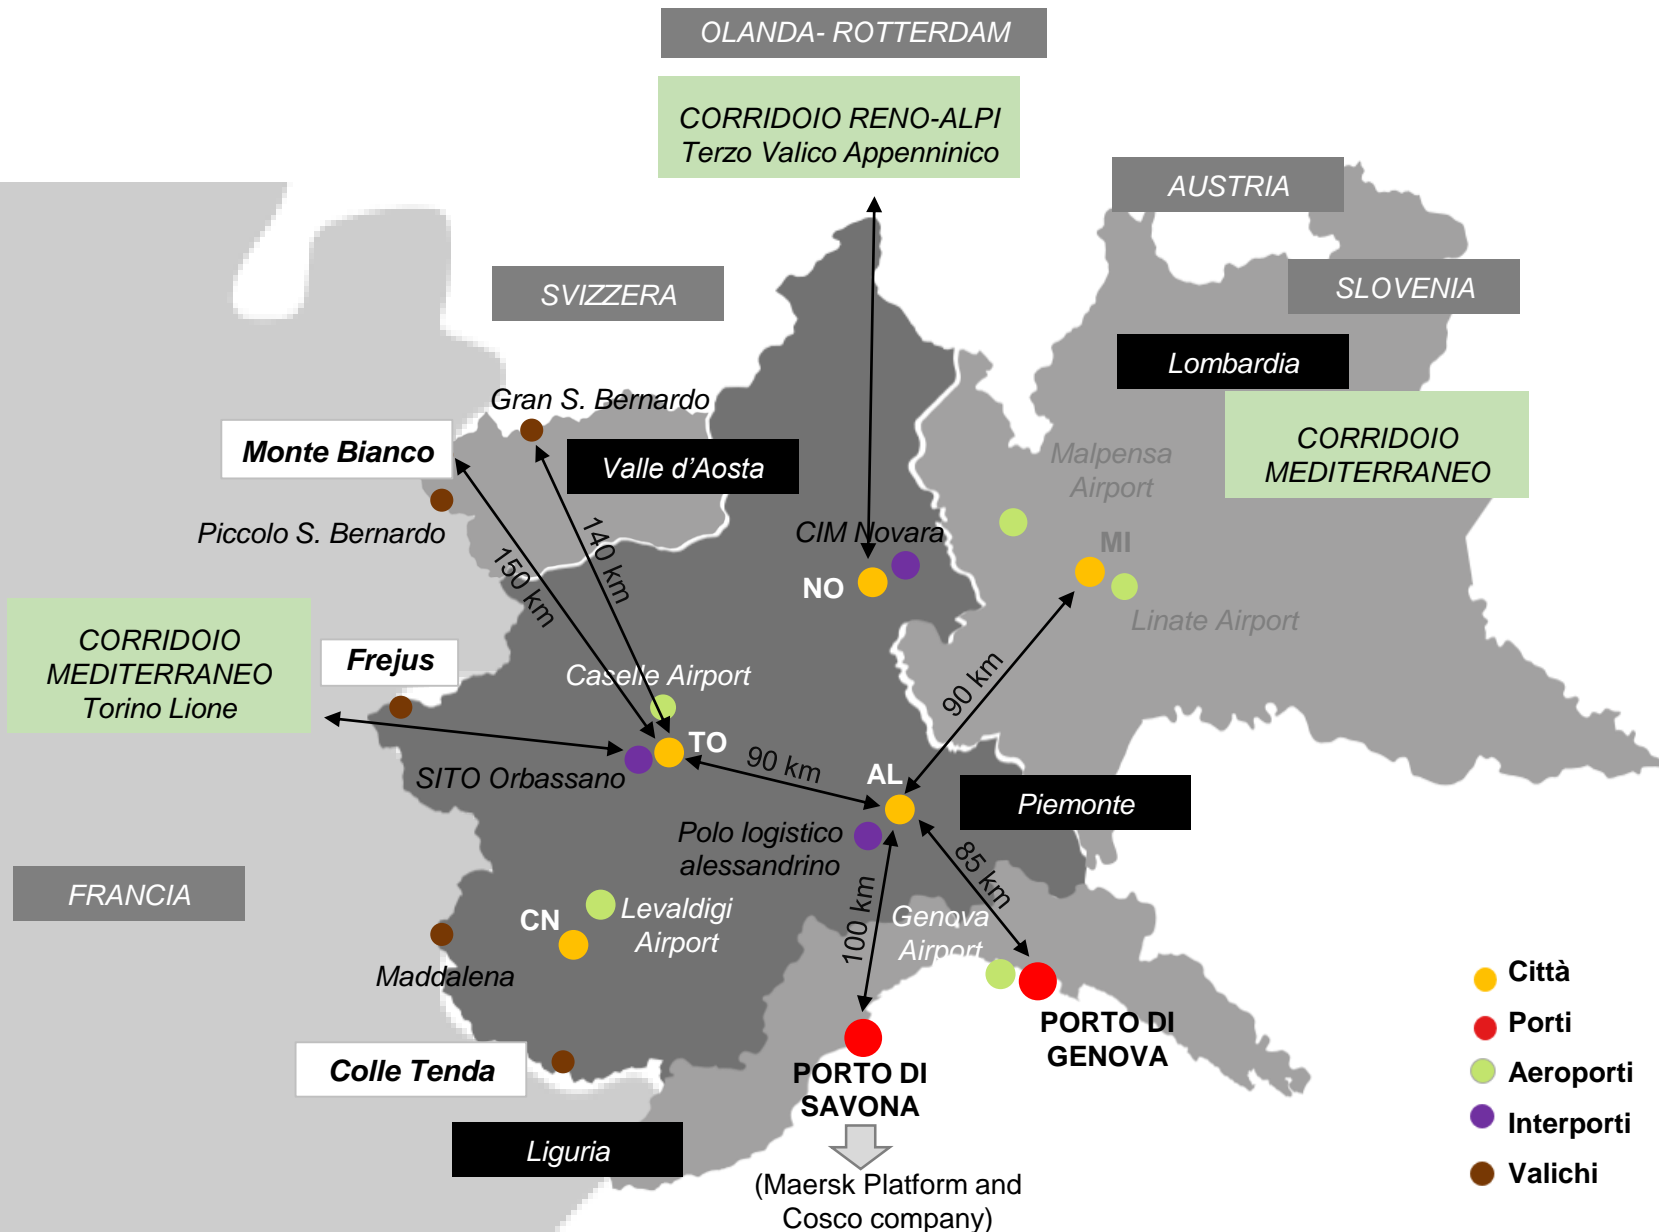 OLANDA- ROTTERDAM
CORRIDOIO RENO-ALPI
Terzo Valico Appenninico
AUSTRIA
SVIZZERA
SLOVENIA
Lombardia
Gran S. Bernardo
Monte Bianco
Valle d’Aosta
CORRIDOIO
MEDITERRANEO
Malpensa
Airport
Piccolo S. Bernardo
CIM Novara
140 km
150 km
MI
NO
Linate Airport
CORRIDOIO
MEDITERRANEO
Torino Lione
Frejus
Caselle Airport
90 km
TO
SITO Orbassano
90 km
AL
Piemonte
Polo logistico
alessandrino
85 km
100 km
FRANCIA
CN
Levaldigi
Airport
Genova
Airport
Maddalena
Città
Porti
Aeroporti
Interporti
Valichi
PORTO DI
GENOVA
Colle Tenda
PORTO DI
SAVONA
Liguria
(Maersk Platform and
Cosco company)